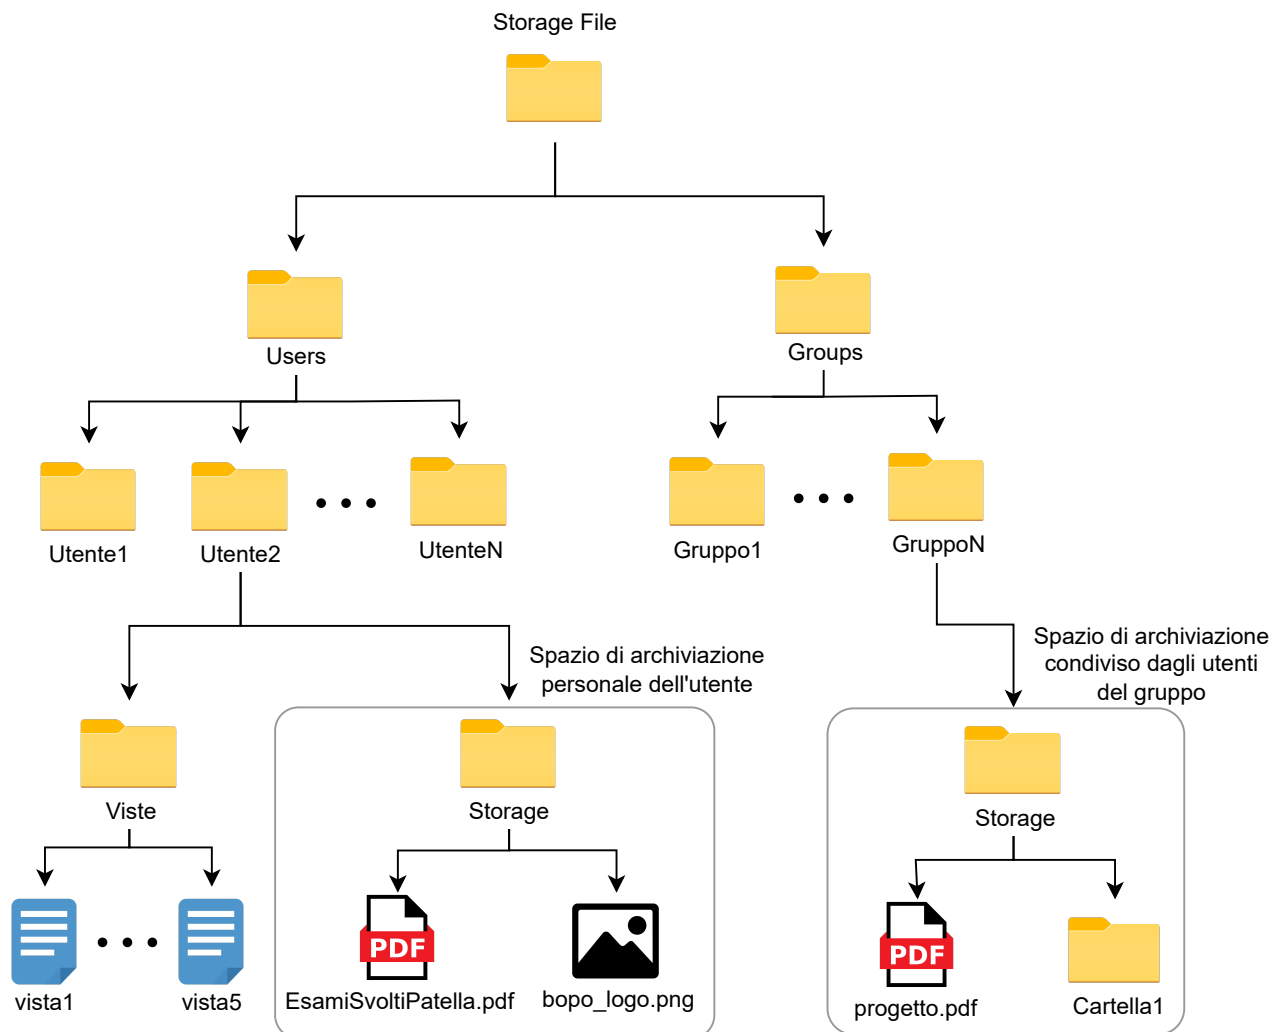 Storage File
Users
Groups
Utente1
Utente2
UtenteN
Gruppo1
GruppoN
Spazio di archiviazione
personale dell'utente
Spazio di archiviazione
condiviso dagli utenti
del gruppo
Viste
Storage
Storage
PDF
PDF
vista1
vista5
EsamiSvoltiPatella.pdf
bopo_logo.png
progetto.pdf
Cartella1